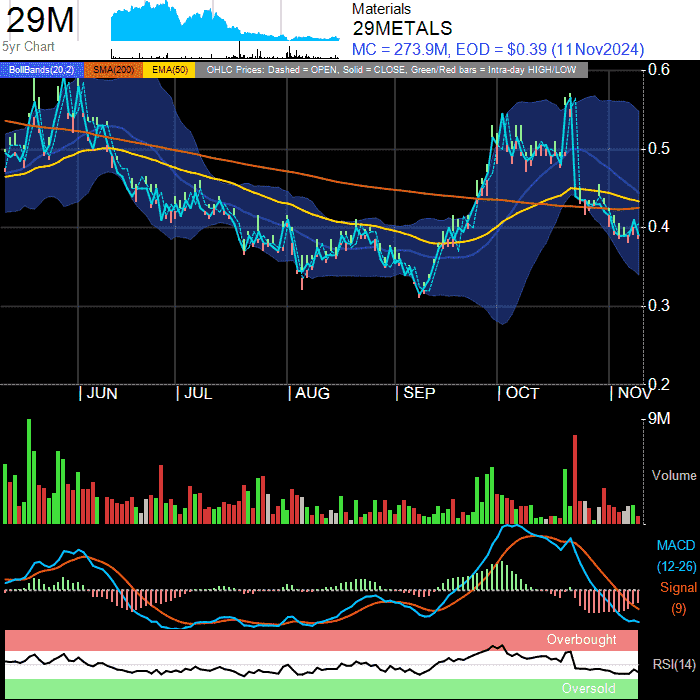 29M
5yr Chart
Materials
29METALS
MC = 273.9M, EOD = $0.39 (11Nov2024)
BollBands(20,2) SMA(200) EMA(50) OHLC Prices: Dashed = OPEN, Solid = CLOSE, Green/Red bars = Intra-day HIGH/LOW
0.6
0.5
0.4
0.3
0.2
| JUN | JUL | AUG | SEP | OCT | NOV
9M
Volume
MACD
(12-26)
Signal
(9)
Overbought
RSI(14)
Oversold